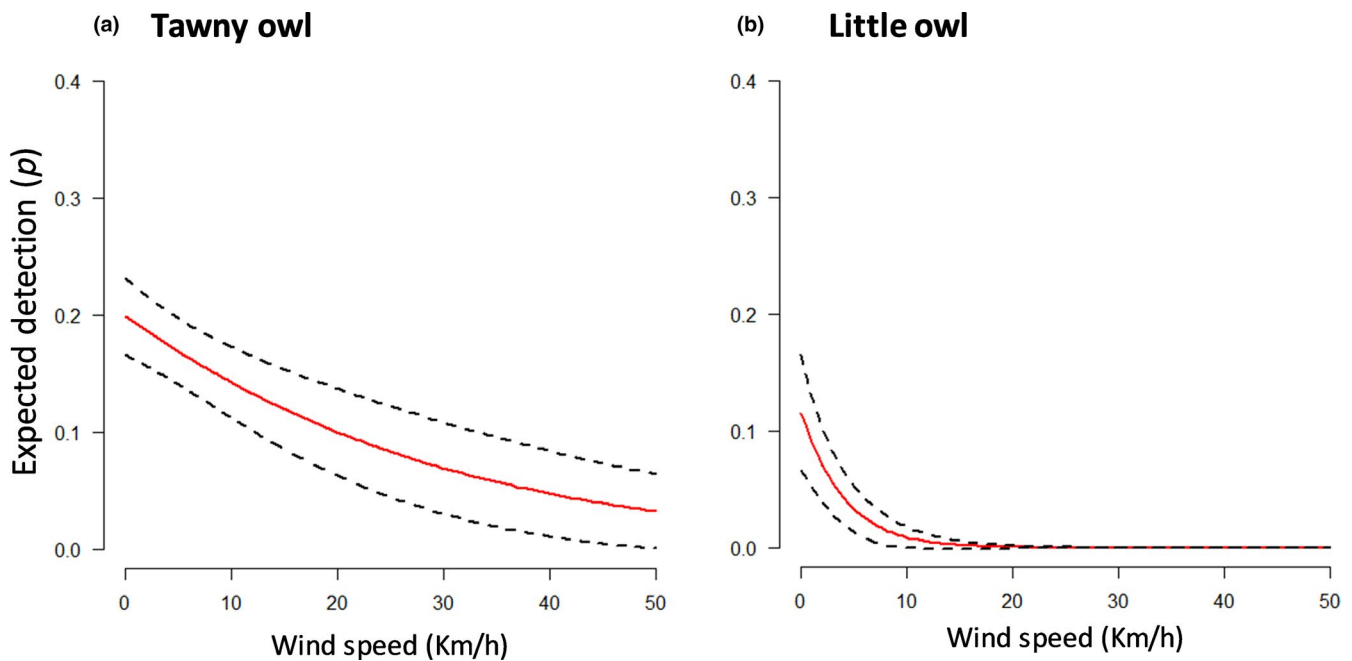 (a) Tawny owl
(b) Little owl
Expected detection (p)
0.4
0.3
0.2
0.1
0.0
0 10 20 30 40 50
Wind speed (Km/h)
0.4
0.3
0.2
0.1
0.0
0 10 20 30 40 50
Wind speed (Km/h)